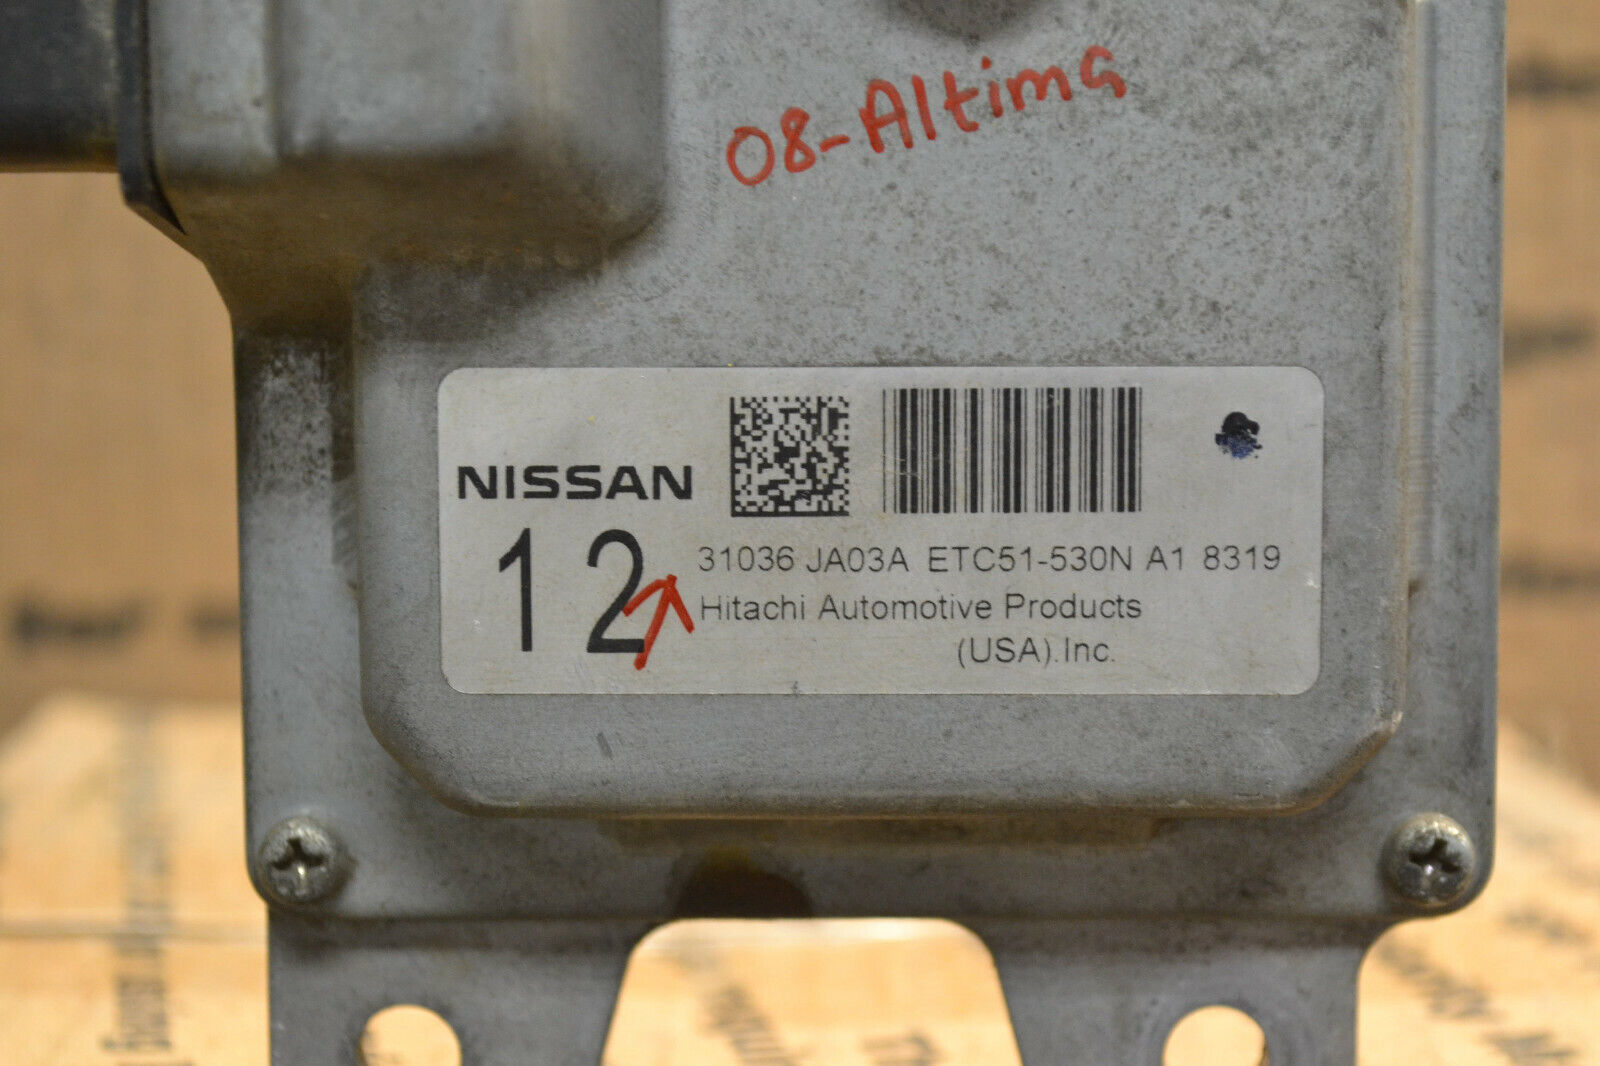 08-Altima
NISSAN
12
31036 JA03A ETC51-530N A1 8319
Hitachi Automotive Products
(USA).Inc.